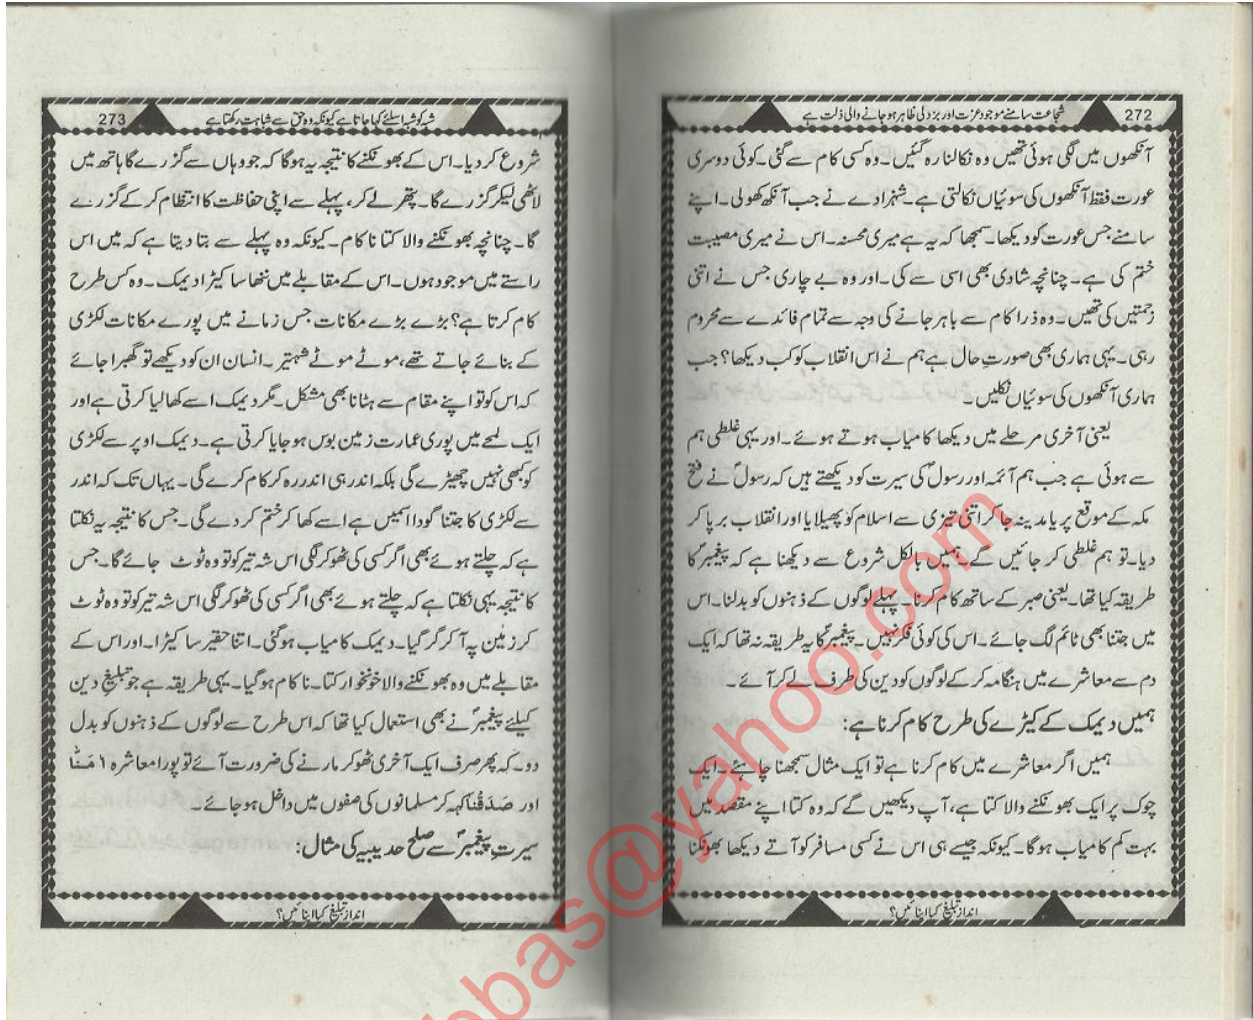 272
شجاعت سامنے موجود عزت اور بزدلی ظاہر ہو جانے والی ذلت ہے
آنکھوں میں لگی ہوئی تھیں وہ نکالنا رہ گئیں۔ وہ کسی کام سے گئی۔ کوئی دوسری
عورت فقط آنکھوں کی سوئیاں نکالتی ہے۔ شہزادے نے جب آنکھ کھولی۔ اپنے
سامنے جس عورت کو دیکھا۔ سمجھا کہ یہ ہے میری محسنہ۔ اس نے میری مصیبت
ختم کی ہے۔ چنانچہ شادی بھی اسی سے کی۔ اور وہ بے چاری جس نے اتنی
زحمتیں کی تھیں۔ وہ ذرا کام سے باہر جانے کی وجہ سے تمام فائدے سے محروم
رہی۔ یہی ہماری بھی صورتِ حال ہے ہم نے اس انقلاب کو کب دیکھا؟ جب
ہماری آنکھوں کی سوئیاں نکلیں۔
یعنی آخری مرحلے میں دیکھا کامیاب ہوتے ہوئے۔ اور یہی غلطی ہم
سے ہوئی ہے جب ہم آئمہ اور رسولؐ کی سیرت کو دیکھتے ہیں کہ رسولؐ نے فتح
مکہ کے موقع پر یا مدینہ جا کر اتنی تیزی سے اسلام کو پھیلایا اور انقلاب برپا کر
دیا۔ تو ہم غلطی کر جائیں گے۔ ہمیں بالکل شروع سے دیکھنا ہے کہ پیغمبرؐ کا
طریقہ کیا تھا۔ یعنی صبر کے ساتھ کام کرنا۔ پہلے لوگوں کے ذہنوں کو بدلنا۔ اس
میں جتنا بھی ٹائم لگ جائے۔ اس کی کوئی فکر نہیں۔ پیغمبرؐ کا یہ طریقہ نہ تھا کہ ایک
دم سے معاشرے میں ہنگامہ کر کے لوگوں کو دین کی طرف لے کر آئے۔
ہمیں دیمک کے کیڑے کی طرح کام کرنا ہے:
ہمیں اگر معاشرے میں کام کرنا ہے تو ایک مثال سمجھنا چاہیئے۔ ایک
چوک پر ایک بھونکنے والا کتا ہے، آپ دیکھیں گے کہ وہ کتا اپنے مقصد میں
بہت کم کامیاب ہوگا۔ کیونکہ جیسے ہی اس نے کسی مسافر کو آتے دیکھا بھونکنا
اندازِ تبلیغ کیا اپنائیں؟
273
شبہ کو شبہ اسلئے کہا جاتا ہے کیونکہ وہ حق سے شباہت رکھتا ہے
شروع کر دیا۔ اس کے بھونکنے کا نتیجہ یہ ہوگا کہ جو وہاں سے گزرے گا ہاتھ میں
لاٹھی لیکر گزرے گا۔ پتھر لے کر، پہلے سے اپنی حفاظت کا انتظام کر کے گزرے
گا۔ چنانچہ بھونکنے والا کتا نا کام۔ کیونکہ وہ پہلے سے بتا دیتا ہے کہ میں اس
راستے میں موجود ہوں۔ اس کے مقابلے میں ننھا سا کیڑا دیمک۔ وہ کس طرح
کام کرتا ہے؟ بڑے بڑے مکانات جس زمانے میں پورے مکانات لکڑی
کے بنائے جاتے تھے، موٹے موٹے شہتیر۔ انسان ان کو دیکھے تو گھبرا جائے
کہ اس کو تو اپنے مقام سے ہٹانا بھی مشکل۔ مگر دیمک اسے کھا لیا کرتی ہے اور
ایک لمحے میں پوری عمارت زمین بوس ہو جایا کرتی ہے۔ دیمک اوپر سے لکڑی
کو کبھی نہیں چھیڑے گی بلکہ اندر ہی اندر رہ کر کام کرے گی۔ یہاں تک کہ اندر
سے لکڑی کا جتنا گودا اسمیں ہے اسے کھا کر ختم کر دے گی۔ جس کا نتیجہ یہ نکلتا
ہے کہ چلتے ہوئے بھی اگر کسی کی ٹھوکر لگی اس شہ تیر کو تو وہ ٹوٹ جائے گا۔ جس
کا نتیجہ یہی نکلتا ہے کہ چلتے ہوئے بھی اگر کسی کی ٹھوکر لگی اس شہ تیر کو تو وہ ٹوٹ
کر زمین پہ آ کر گر گیا۔ دیمک کامیاب ہو گئی۔ اتنا حقیر سا کیڑا۔ اور اس کے
مقابلے میں وہ بھونکنے والا خونخوار کتا۔ نا کام ہو گیا۔ یہی طریقہ ہے جو تبلیغِ دین
کیلئے پیغمبرؐ نے بھی استعمال کیا تھا کہ اس طرح سے لوگوں کے ذہنوں کو بدل
دو۔ کہ پھر صرف ایک آخری ٹھوکر مارنے کی ضرورت آئے تو پورا معاشرہ ا مَنَّا
اور صَدَقْنَا کہہ کر مسلمانوں کی صفوں میں داخل ہو جائے۔
سیرتِ پیغمبرؐ سے صلح حدیبیہ کی مثال:
اندازِ تبلیغ کیا اپنائیں؟
bbas@yahoo.com